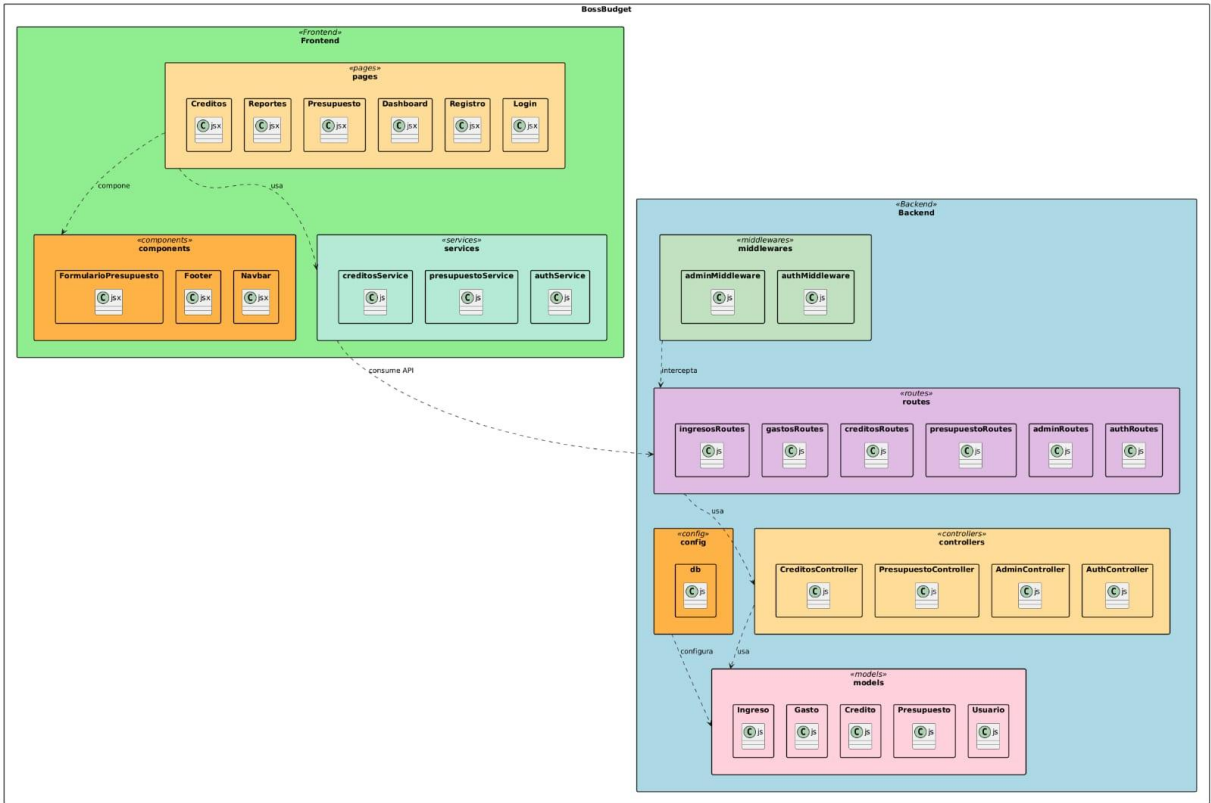 BossBudget
«Frontend»
Frontend
«pages»
pages
Creditos Reportes Presupuesto Dashboard Registro Login
C jsx C jsx C jsx C jsx C jsx C jsx
compone
usa
«components»
components
FormularioPresupuesto Footer Navbar
C jsx C jsx C jsx
«services»
services
creditosService presupuestoService authService
C js C js C js
consume API
«Backend»
Backend
«middlewares»
middlewares
adminMiddleware authMiddleware
C js C js
intercepta
«routes»
routes
ingresosRoutes gastosRoutes creditosRoutes presupuestoRoutes adminRoutes authRoutes
C js C js C js C js C js C js
usa
«config»
config
db
C js
«controllers»
controllers
CreditosController PresupuestoController AdminController AuthController
C js C js C js C js
configura
usa
«models»
models
Ingreso Gasto Credito Presupuesto Usuario
C js C js C js C js C js